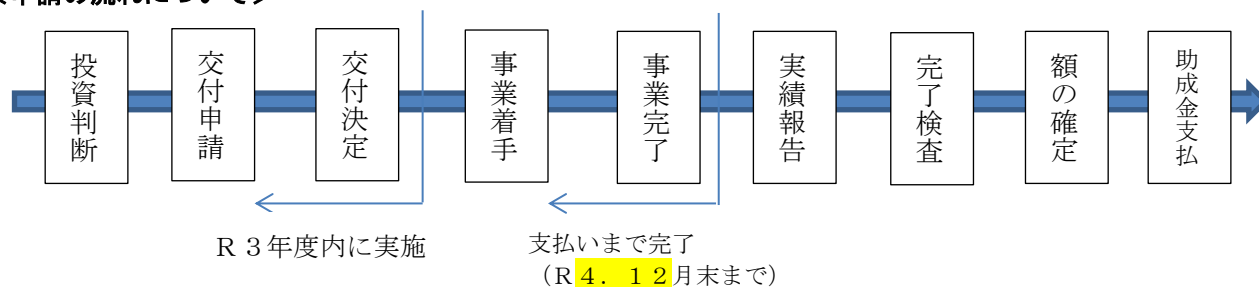 申請の流れについて＞
投資判断
交付申請
交付決定
事業着手
事業完了
実績報告
完了検査
額の確定
助成金支払
Ｒ３年度内に実施
支払いまで完了
（Ｒ４．１２月末まで）